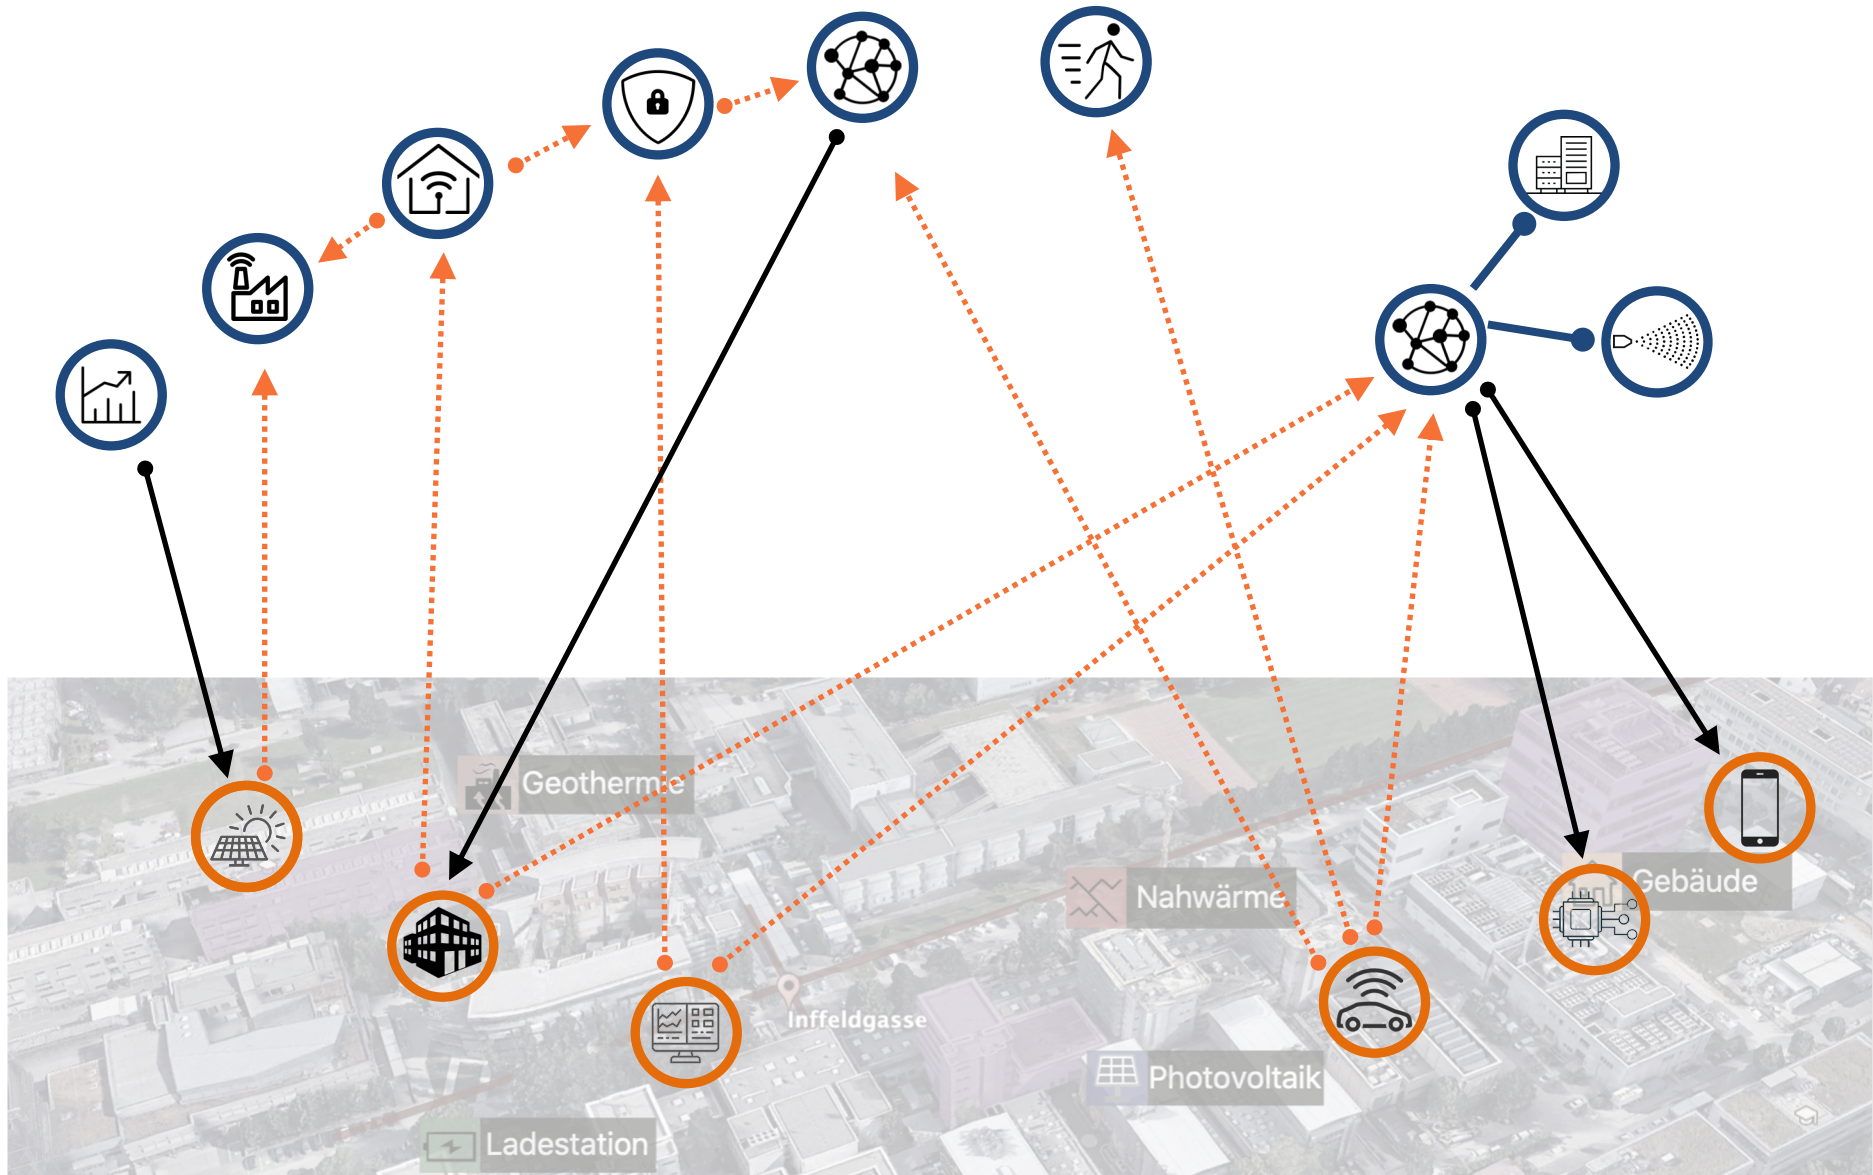 Geothermie
Gebäude
Nahwärme
Inffeldgasse
Photovoltaik
Ladestation